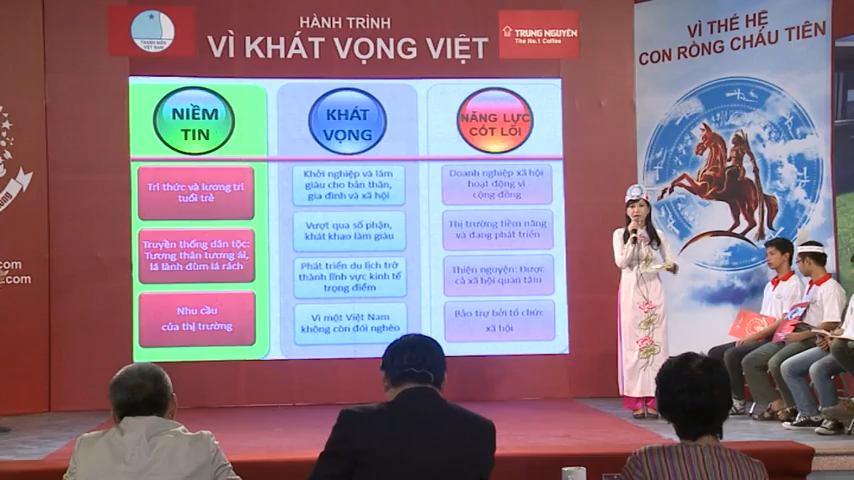 HÀNH TRÌNH
VÌ KHÁT VỌNG VIỆT
THANH NIÊN
VIỆT NAM
TRUNG NGUYÊN
The No.1 Coffee
VÌ THẾ HỆ
CON RỒNG CHÁU TIÊN
NIỀM
TIN
Tri thức và lương tri
tuổi trẻ
Truyền thống dân tộc:
Tương thân tương ái,
lá lành đùm lá rách
Nhu cầu
của thị trường
KHÁT
VỌNG
Khởi nghiệp và làm
giàu cho bản thân,
gia đình và xã hội
Vượt qua số phận,
khát khao làm giàu
Phát triển du lịch trở
thành lĩnh vực kinh tế
trọng điểm
Vì một Việt Nam
không còn đói nghèo
NĂNG LỰC
CỐT LÕI
Doanh nghiệp xã hội
hoạt động vì
cộng đồng
Thị trường tiềm năng
và đang phát triển
Thiện nguyện: Được
cả xã hội quan tâm
Bảo trợ bởi tổ chức
xã hội
.com
.com